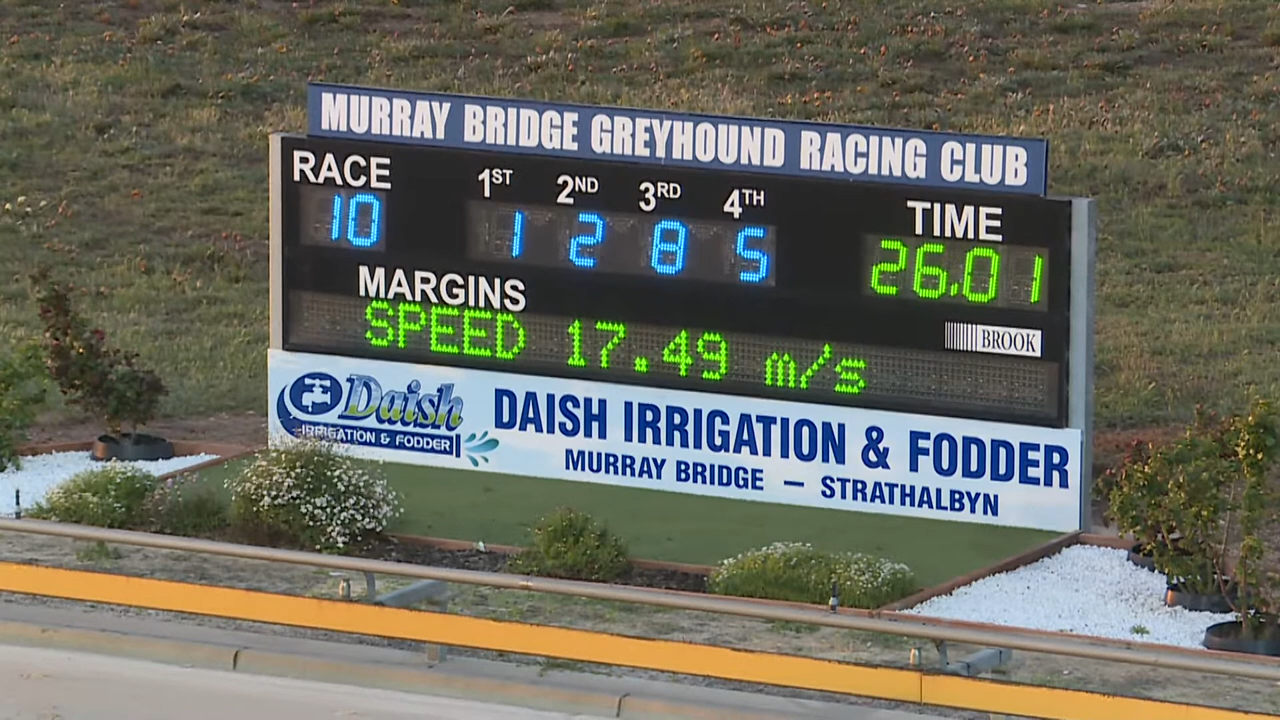 MURRAY BRIDGE GREYHOUND RACING CLUB
RACE 1ST 2ND 3RD 4TH TIME
10 1 2 8 5 26.01
MARGINS
SPEED 17.49 m/s
BROOK
Daish
IRRIGATION & FODDER
DAISH IRRIGATION & FODDER
MURRAY BRIDGE – STRATHALBYN